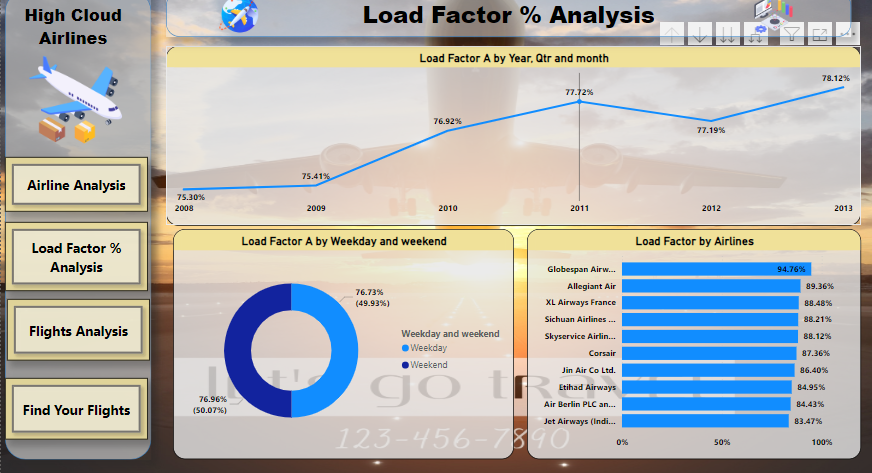 High Cloud
Airlines
Load Factor % Analysis
Airline Analysis
Load Factor %
Analysis
Flights Analysis
Find Your Flights
Load Factor A by Year, Qtr and month
75.30%
75.41%
76.92%
77.72%
77.19%
78.12%
2008
2009
2010
2011
2012
2013
Load Factor A by Weekday and weekend
76.73%
(49.93%)
76.96%
(50.07%)
Weekday and weekend
Weekday
Weekend
Load Factor by Airlines
Globespan Airw... 94.76%
Allegiant Air 89.36%
XL Airways France 88.48%
Sichuan Airlines ... 88.21%
Skyservice Airlin... 88.12%
Corsair 87.36%
Jin Air Co Ltd. 86.40%
Etihad Airways 84.95%
Air Berlin PLC an... 84.43%
Jet Airways (Indi... 83.47%
0% 50% 100%
let's go travel
123-456-7890